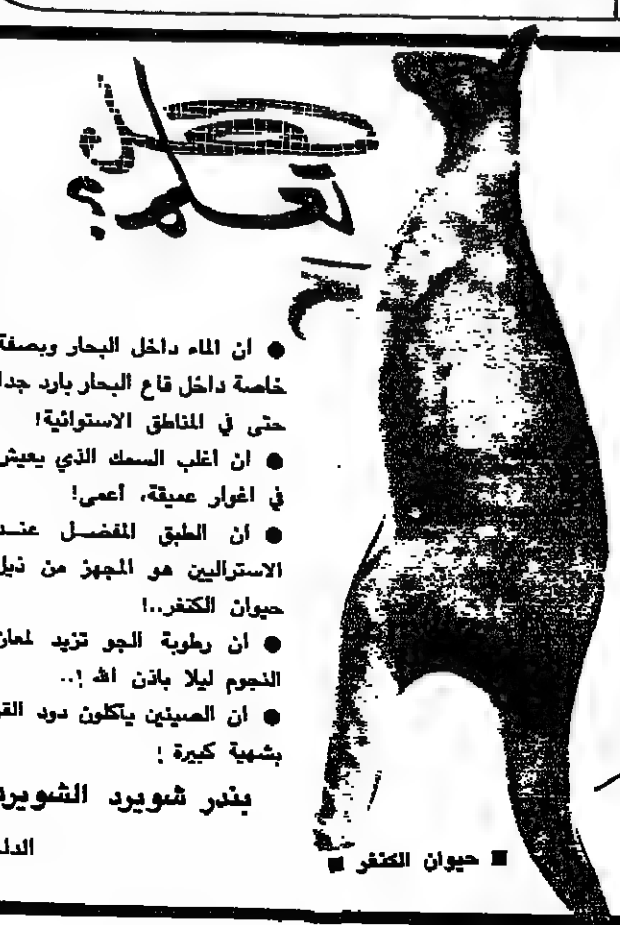 هل
تعلم؟
● ان الماء داخل البحار وبصفة
خاصة داخل قاع البحار بارد جدا
حتى في المناطق الاستوائية!
● ان أغلب السمك الذي يعيش
في اغوار عميقة، أعمى!
● ان الطبق المفضل عند
الاستراليين هو المجهز من ذيل
حيوان الكنغر..!
● ان رطوبة الجو تزيد لمعان
النجوم ليلا باذن الله !..
● ان الصينين يأكلون دود القز
بشهية كبيرة !
بندر شويرد الشويرد
■ حيوان الكنغر ■